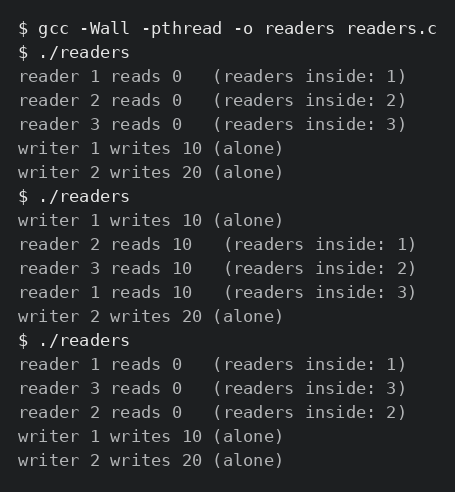 $ gcc -Wall -pthread -o readers readers.c
$ ./readers
reader 1 reads 0   (readers inside: 1)
reader 2 reads 0   (readers inside: 2)
reader 3 reads 0   (readers inside: 3)
writer 1 writes 10 (alone)
writer 2 writes 20 (alone)
$ ./readers
writer 1 writes 10 (alone)
reader 2 reads 10   (readers inside: 1)
reader 3 reads 10   (readers inside: 2)
reader 1 reads 10   (readers inside: 3)
writer 2 writes 20 (alone)
$ ./readers
reader 1 reads 0   (readers inside: 1)
reader 3 reads 0   (readers inside: 3)
reader 2 reads 0   (readers inside: 2)
writer 1 writes 10 (alone)
writer 2 writes 20 (alone)